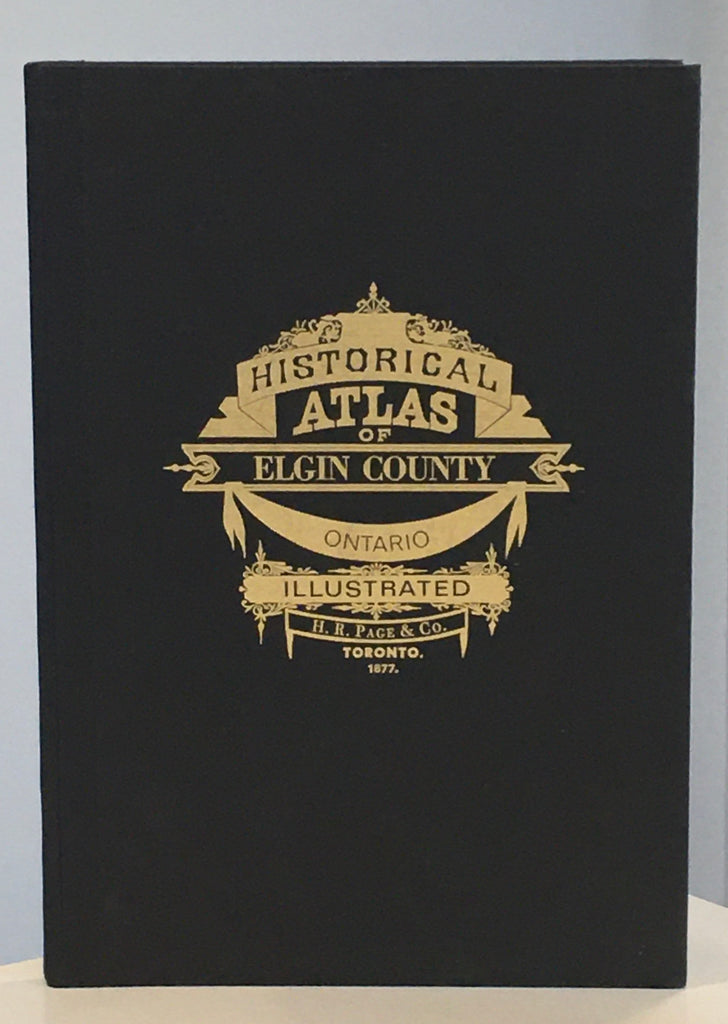 HISTORICAL
ATLAS
OF
ELGIN COUNTY
ONTARIO
ILLUSTRATED
H. R. PAGE & CO.
TORONTO.
1877.